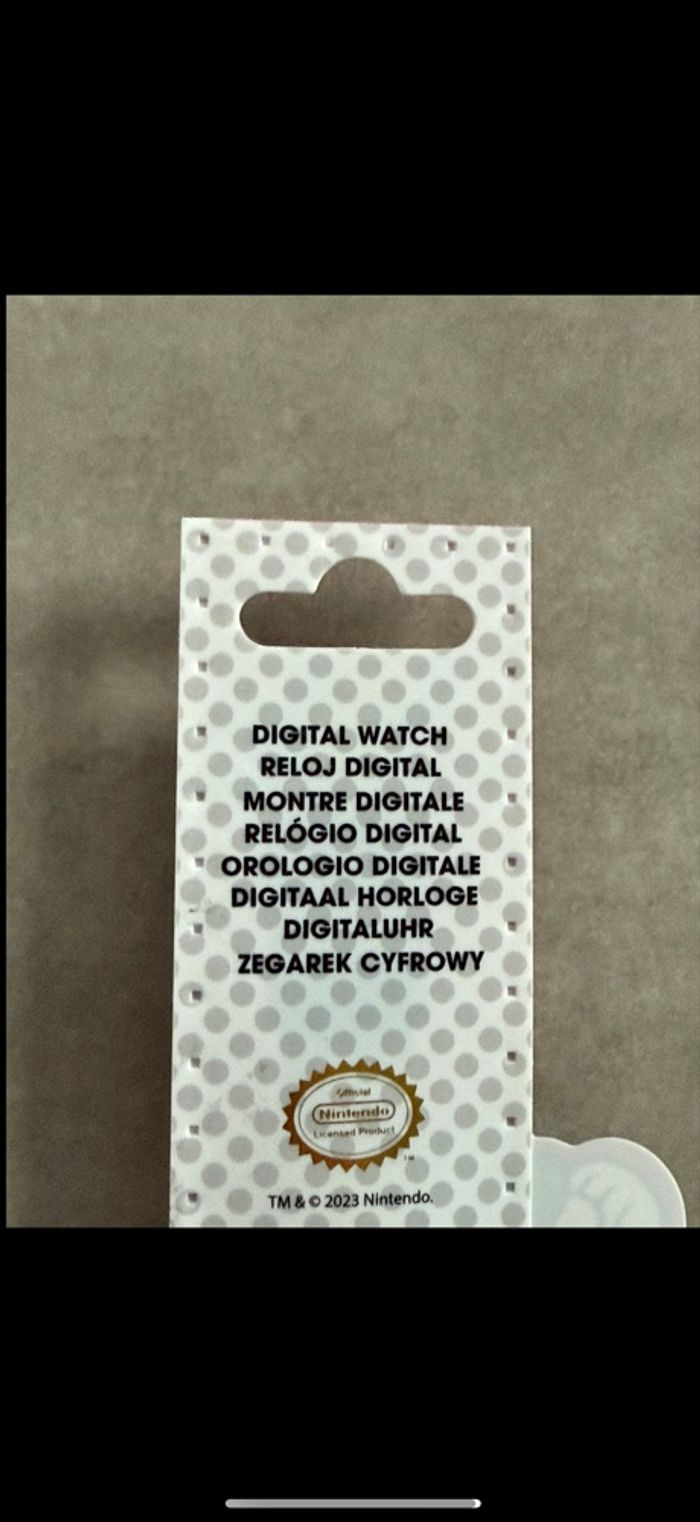 DIGITAL WATCH
RELOJ DIGITAL
MONTRE DIGITALE
RELÓGIO DIGITAL
OROLOGIO DIGITALE
DIGITAAL HORLOGE
DIGITALUHR
ZEGAREK CYFROWY
Official
Nintendo
Licensed Product
TM
TM & © 2023 Nintendo.